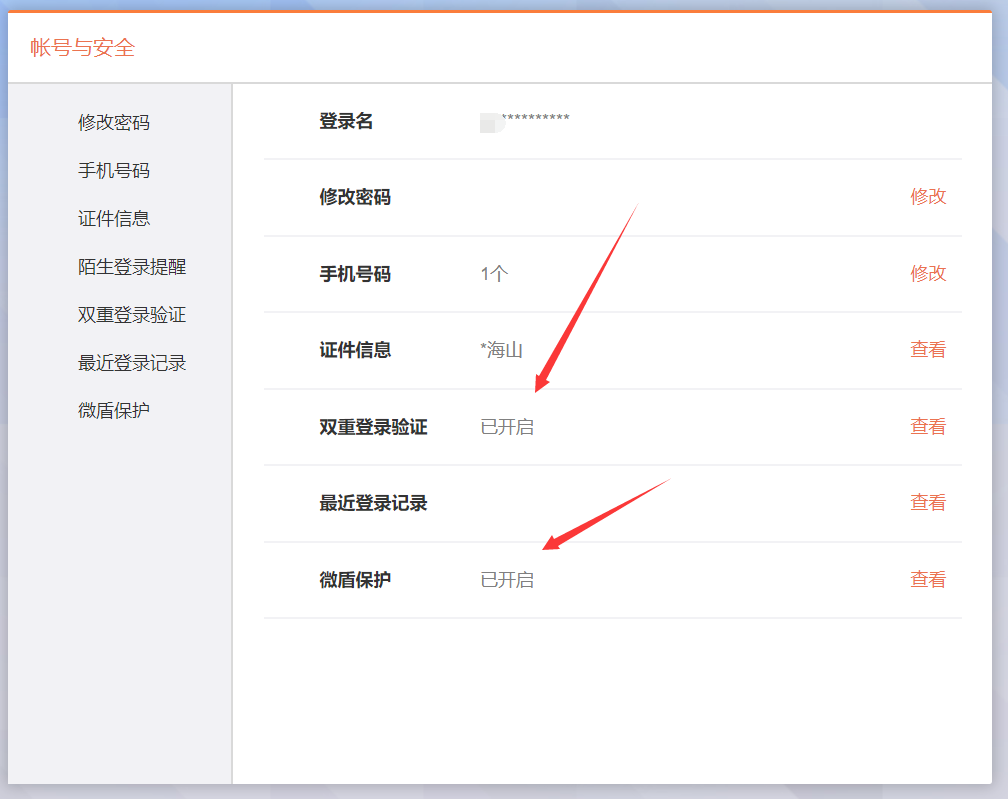 帐号与安全
修改密码
手机号码
证件信息
陌生登录提醒
双重登录验证
最近登录记录
微盾保护
登录名 **********
修改密码 修改
手机号码 1个 修改
证件信息 *海山 查看
双重登录验证 已开启 查看
最近登录记录 查看
微盾保护 已开启 查看